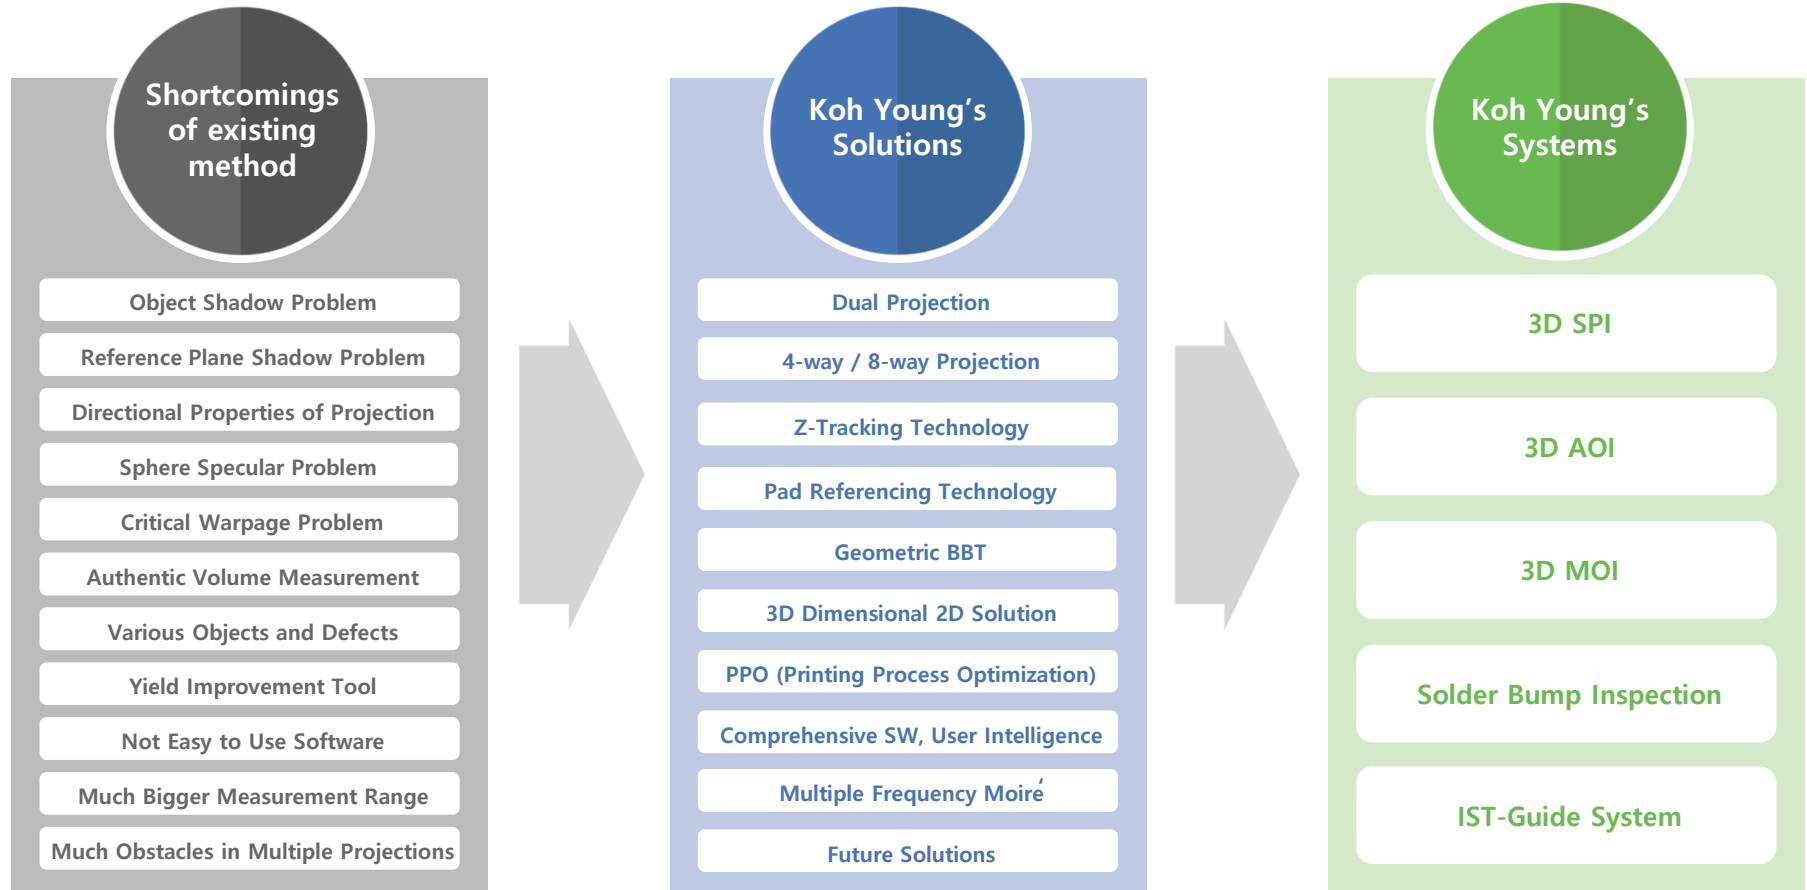 Shortcomings
of existing
method
Object Shadow Problem
Reference Plane Shadow Problem
Directional Properties of Projection
Sphere Specular Problem
Critical Warpage Problem
Authentic Volume Measurement
Various Objects and Defects
Yield Improvement Tool
Not Easy to Use Software
Much Bigger Measurement Range
Much Obstacles in Multiple Projections
Koh Young’s
Solutions
Dual Projection
4-way / 8-way Projection
Z-Tracking Technology
Pad Referencing Technology
Geometric BBT
3D Dimensional 2D Solution
PPO (Printing Process Optimization)
Comprehensive SW, User Intelligence
Multiple Frequency Moire‘
Future Solutions
Koh Young’s
Systems
3D SPI
3D AOI
3D MOI
Solder Bump Inspection
IST-Guide System